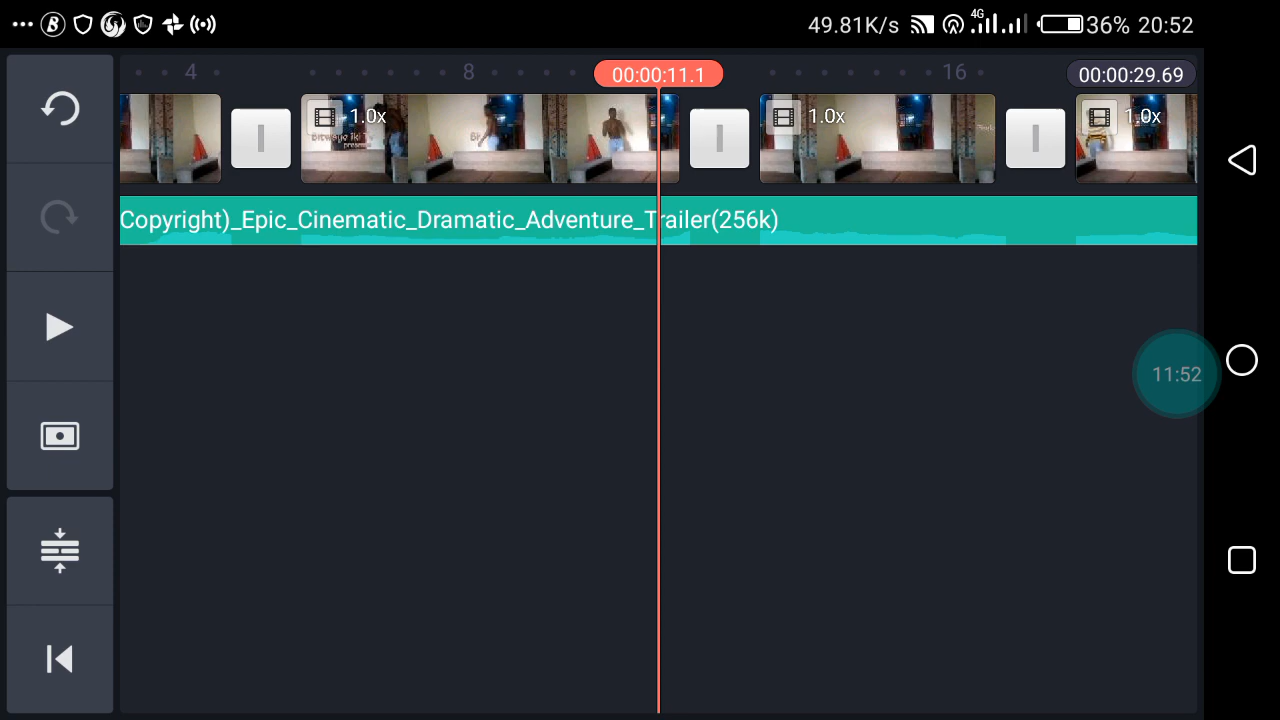 49.81K/s 4G 36% 20:52
4 8 00:00:11.1 16 00:00:29.69
1.0x 1.0x 1.0x
Copyright)_Epic_Cinematic_Dramatic_Adventure_Trailer(256k)
11:52